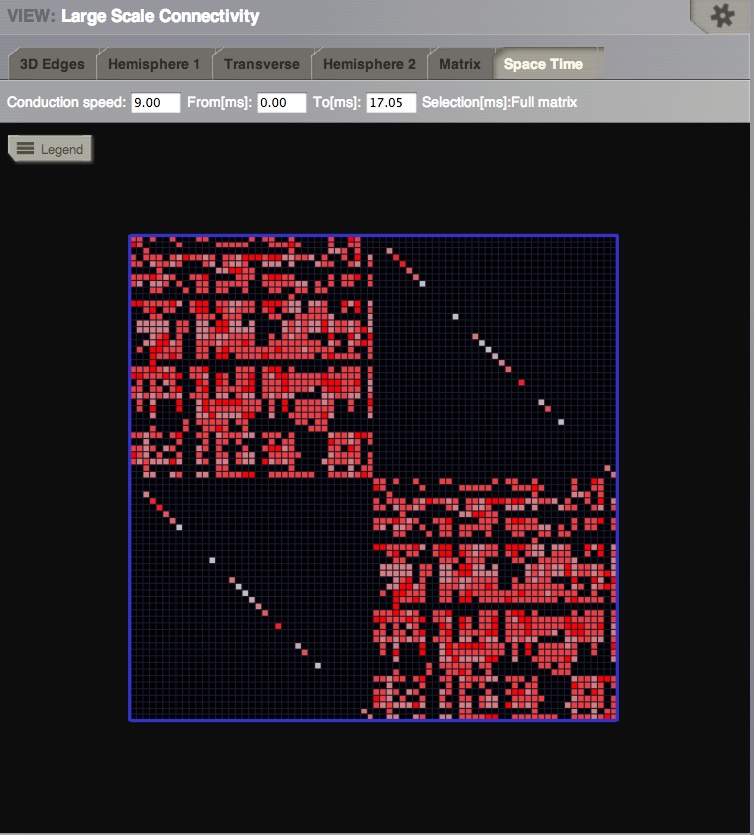 VIEW: Large Scale Connectivity
3D Edges Hemisphere 1 Transverse Hemisphere 2 Matrix Space Time
Conduction speed: 9.00 From[ms]: 0.00 To[ms]: 17.05 Selection[ms]:Full matrix
Legend